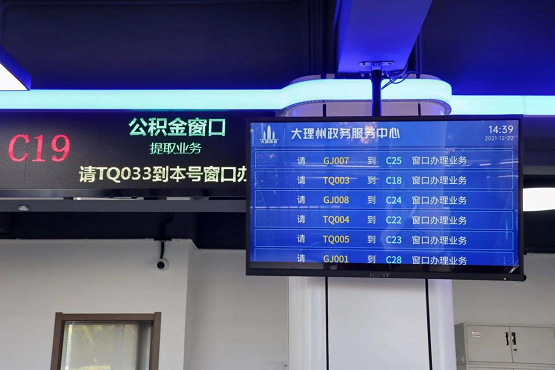 C19
公积金窗口
提取业务
请TQ033到本号窗口办
大理州政务服务中心
14:39
2021-12-22
请 GJ007 到 C25 窗口办理业务
请 TQ003 到 C18 窗口办理业务
请 GJ008 到 C24 窗口办理业务
请 TQ004 到 C22 窗口办理业务
请 TQ005 到 C23 窗口办理业务
请 GJ001 到 C28 窗口办理业务